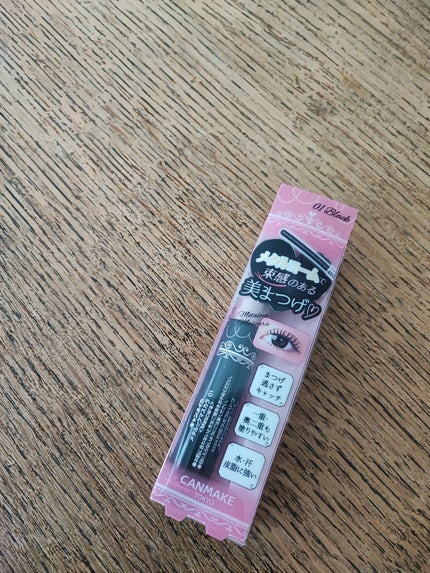 01 Black
メタルコームで
束感のある
美まつげ♡
Metalook
Mascara
まつげ
逃さず
キャッチ
一重・
奥二重も
塗りやすい
水・汗
皮脂に強い
CANMAKE
TOKYO